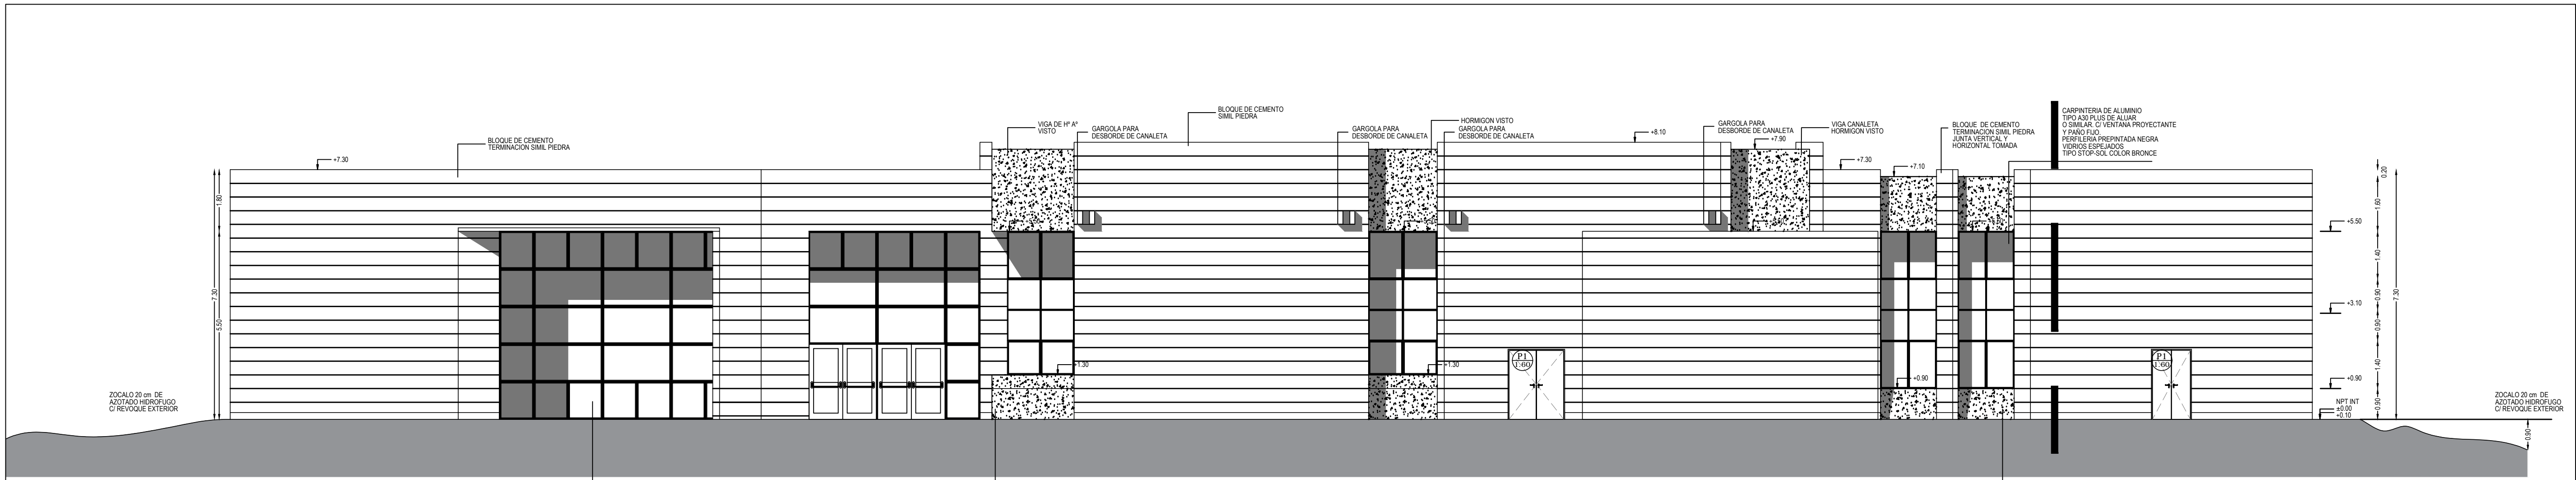 BLOQUE DE CEMENTO
TERMINACION SIMIL PIEDRA
+7.30
1.80
7.30
5.50
ZOCALO 20 cm  DE
AZOTADO HIDROFUGO
C/ REVOQUE EXTERIOR
VIGA DE Hº Aº
VISTO
GARGOLA PARA
DESBORDE DE CANALETA
BLOQUE DE CEMENTO
SIMIL PIEDRA
GARGOLA PARA
DESBORDE DE CANALETA
HORMIGON VISTO
GARGOLA PARA
DESBORDE DE CANALETA
+8.10
GARGOLA PARA
DESBORDE DE CANALETA
+7.90
VIGA CANALETA
HORMIGON VISTO
+7.30
+7.10
BLOQUE  DE CEMENTO
TERMINACION SIMIL PIEDRA
JUNTA VERTICAL Y
HORIZONTAL TOMADA
CARPINTERIA DE ALUMINIO
TIPO A30 PLUS DE ALUAR
O SIMILAR. C/ VENTANA PROYECTANTE
Y PAÑO FIJO.
PERFILERIA PREPINTADA NEGRA
VIDRIOS ESPEJADOS
TIPO STOP-SOL COLOR BRONCE
+1.30
+1.30
P1
1.60
+0.90
P1
1.60
0.20
1.60
1.40
0.90
0.90
1.40
0.90
7.30
+5.50
+3.10
+0.90
NPT INT
±0.00
+0.10
0.90
ZOCALO 20 cm  DE
AZOTADO HIDROFUGO
C/ REVOQUE EXTERIOR